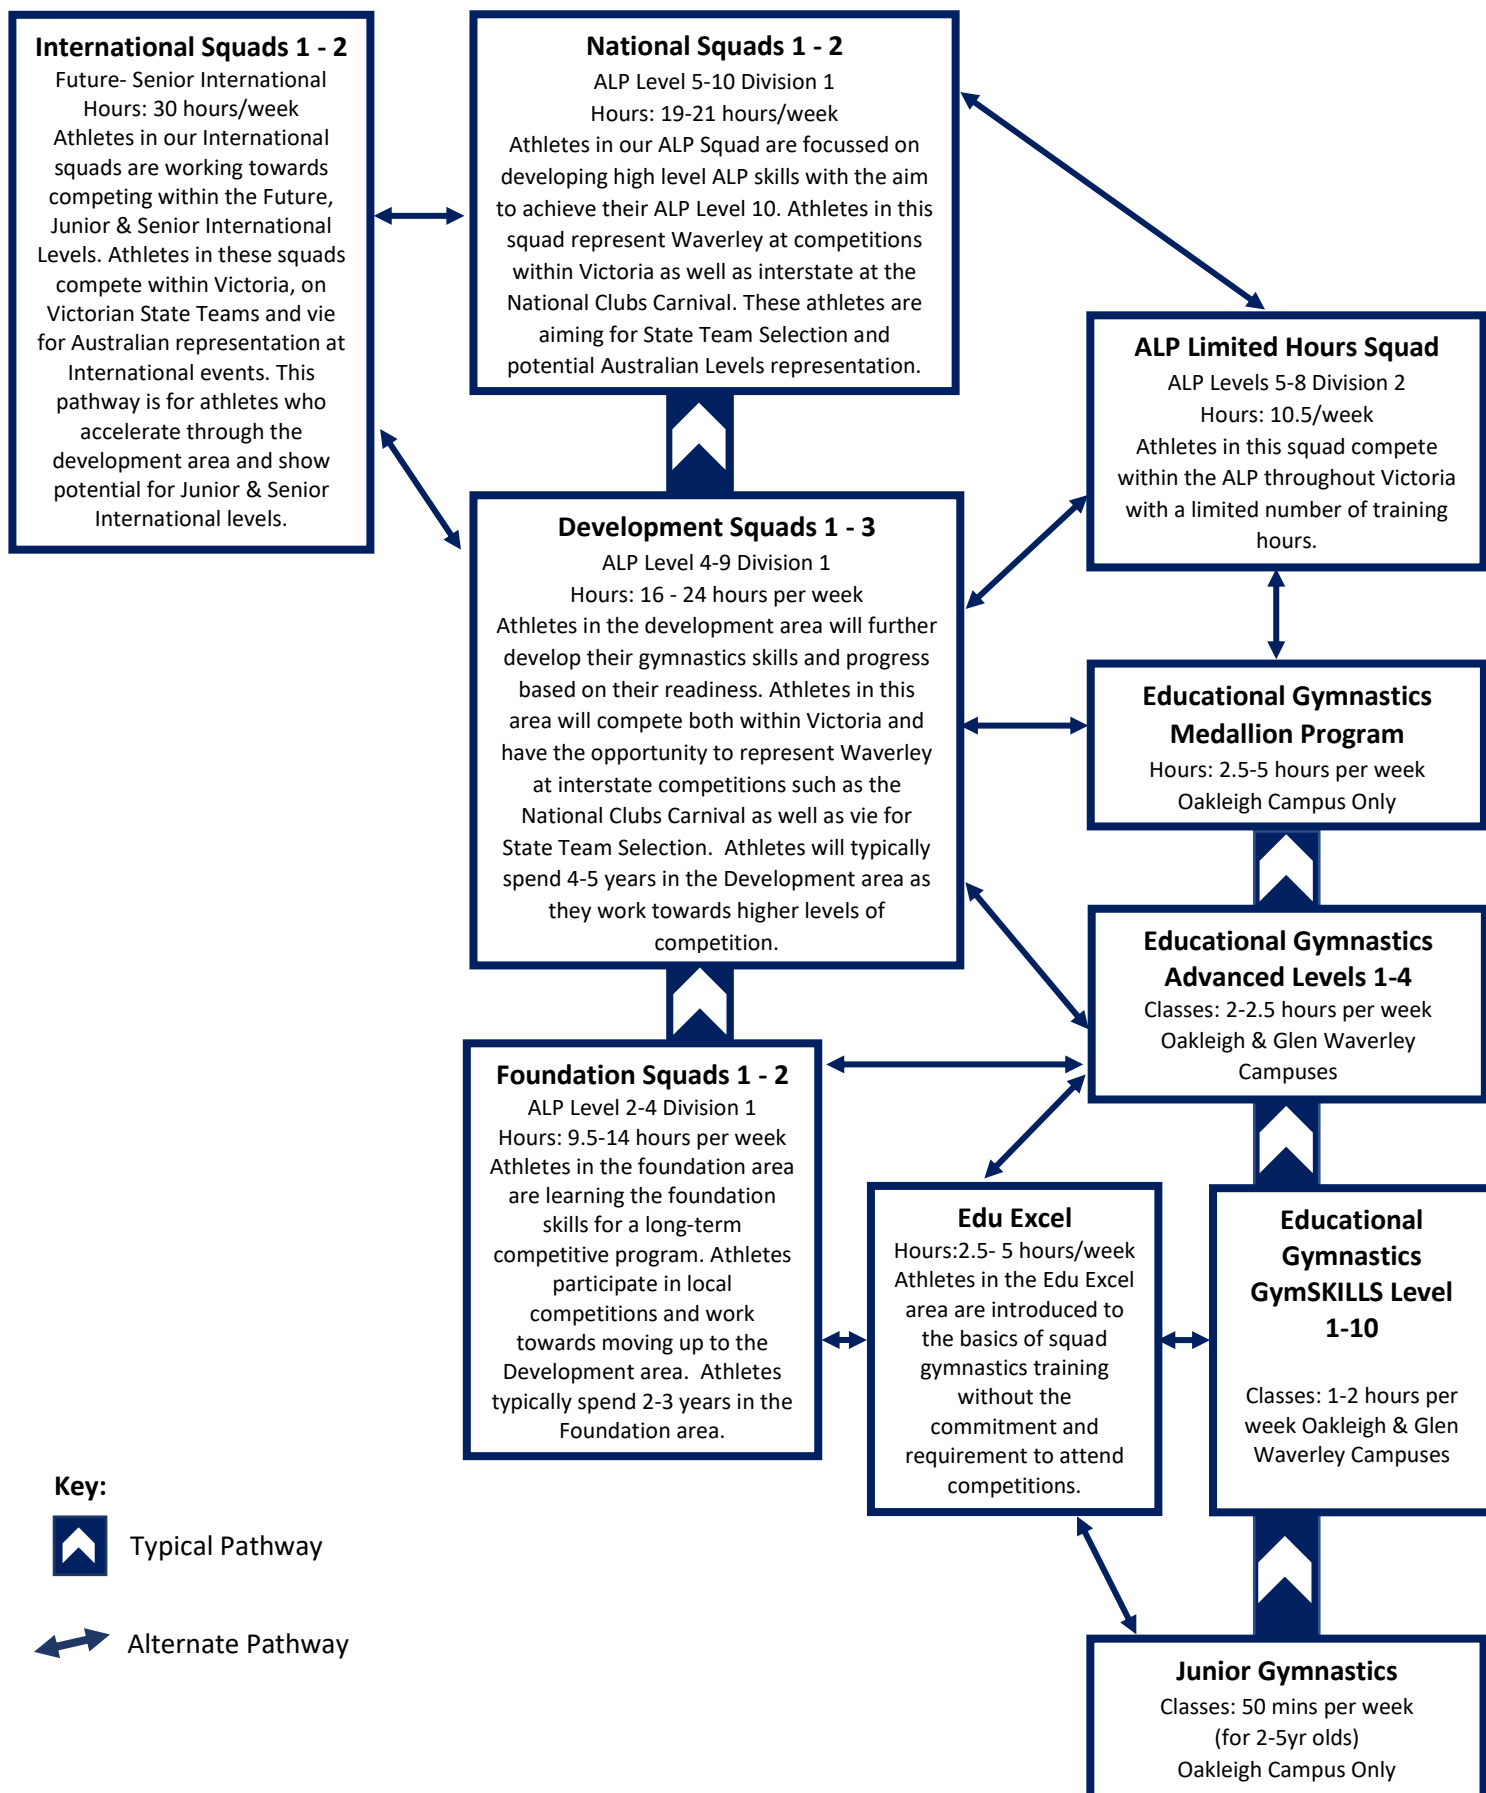 International Squads 1 - 2
Future- Senior International
Hours: 30 hours/week
Athletes in our International
squads are working towards
competing within the Future,
Junior & Senior International
Levels. Athletes in these squads
compete within Victoria, on
Victorian State Teams and vie
for Australian representation at
International events. This
pathway is for athletes who
accelerate through the
development area and show
potential for Junior & Senior
International levels.
National Squads 1 - 2
ALP Level 5-10 Division 1
Hours: 19-21 hours/week
Athletes in our ALP Squad are focussed on
developing high level ALP skills with the aim
to achieve their ALP Level 10. Athletes in this
squad represent Waverley at competitions
within Victoria as well as interstate at the
National Clubs Carnival. These athletes are
aiming for State Team Selection and
potential Australian Levels representation.
ALP Limited Hours Squad
ALP Levels 5-8 Division 2
Hours: 10.5/week
Athletes in this squad compete
within the ALP throughout Victoria
with a limited number of training
hours.
Development Squads 1 - 3
ALP Level 4-9 Division 1
Hours: 16 - 24 hours per week
Athletes in the development area will further
develop their gymnastics skills and progress
based on their readiness. Athletes in this
area will compete both within Victoria and
have the opportunity to represent Waverley
at interstate competitions such as the
National Clubs Carnival as well as vie for
State Team Selection.  Athletes will typically
spend 4-5 years in the Development area as
they work towards higher levels of
competition.
Educational Gymnastics
Medallion Program
Hours: 2.5-5 hours per week
Oakleigh Campus Only
Educational Gymnastics
Advanced Levels 1-4
Classes: 2-2.5 hours per week
Oakleigh & Glen Waverley
Campuses
Foundation Squads 1 - 2
ALP Level 2-4 Division 1
Hours: 9.5-14 hours per week
Athletes in the foundation area
are learning the foundation
skills for a long-term
competitive program. Athletes
participate in local
competitions and work
towards moving up to the
Development area.  Athletes
typically spend 2-3 years in the
Foundation area.
Edu Excel
Hours:2.5- 5 hours/week
Athletes in the Edu Excel
area are introduced to
the basics of squad
gymnastics training
without the
commitment and
requirement to attend
competitions.
Educational
Gymnastics
GymSKILLS Level
1-10
Classes: 1-2 hours per
week Oakleigh & Glen
Waverley Campuses
Key:
Typical Pathway
Alternate Pathway
Junior Gymnastics
Classes: 50 mins per week
(for 2-5yr olds)
Oakleigh Campus Only